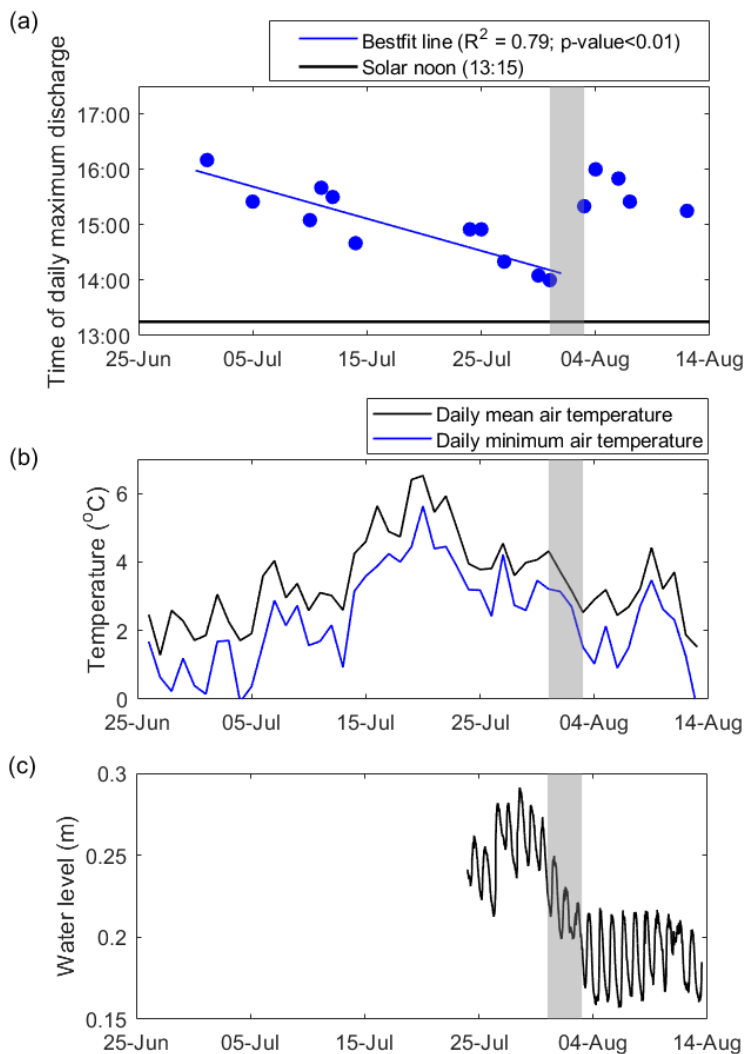 (a)
Bestfit line (R² = 0.79; p-value<0.01)
Solar noon (13:15)
Time of daily maximum discharge
17:00
16:00
15:00
14:00
13:00
25-Jun 05-Jul 15-Jul 25-Jul 04-Aug 14-Aug
Daily mean air temperature
Daily minimum air temperature
(b)
Temperature (°C)
6
4
2
0
25-Jun 05-Jul 15-Jul 25-Jul 04-Aug 14-Aug
(c)
Water level (m)
0.3
0.25
0.2
0.15
25-Jun 05-Jul 15-Jul 25-Jul 04-Aug 14-Aug